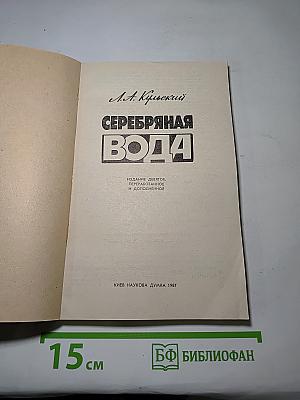 Л.А. Кульский
СЕРЕБРЯНАЯ
ВОДА
ИЗДАНИЕ ДЕВЯТОЕ,
ПЕРЕРАБОТАННОЕ
И ДОПОЛНЕННОЕ
КИЕВ НАУКОВА ДУМКА 1987
15 см
БФ БИБЛИОФАН